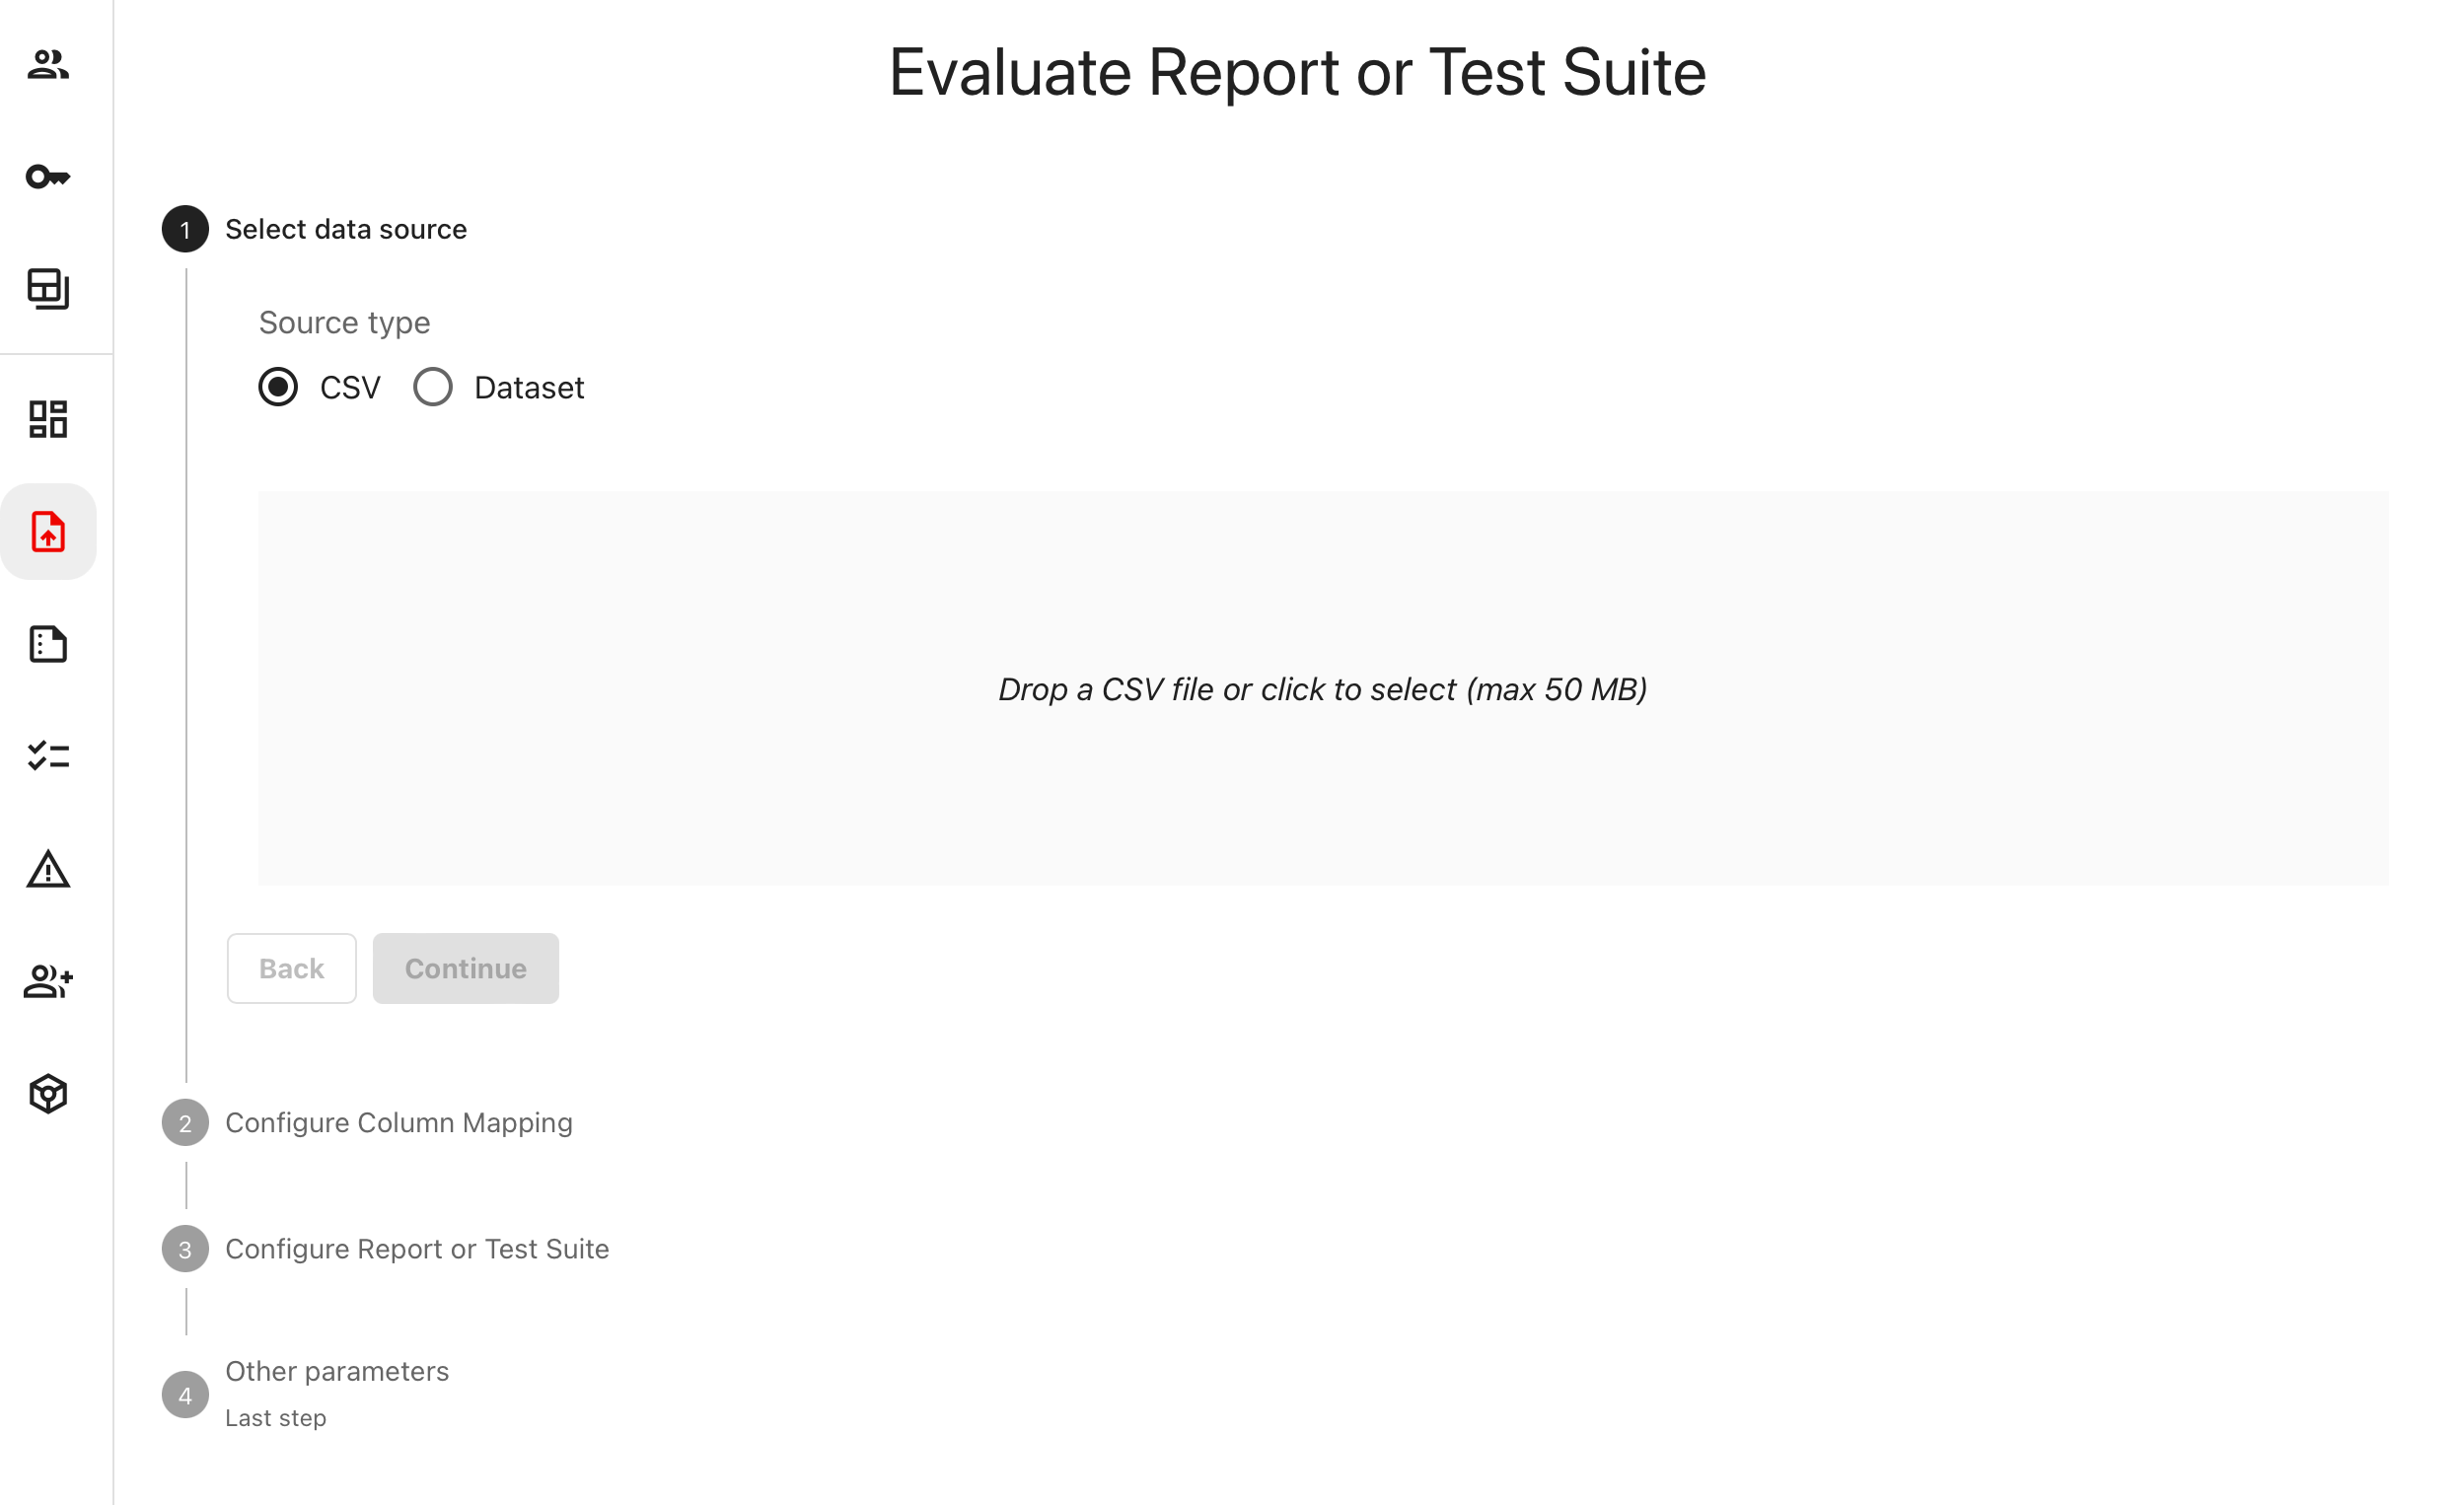 Evaluate Report or Test Suite
1 Select data source
Source type
CSV Dataset
Drop a CSV file or click to select (max 50 MB)
Back Continue
2 Configure Column Mapping
3 Configure Report or Test Suite
4 Other parameters
Last step